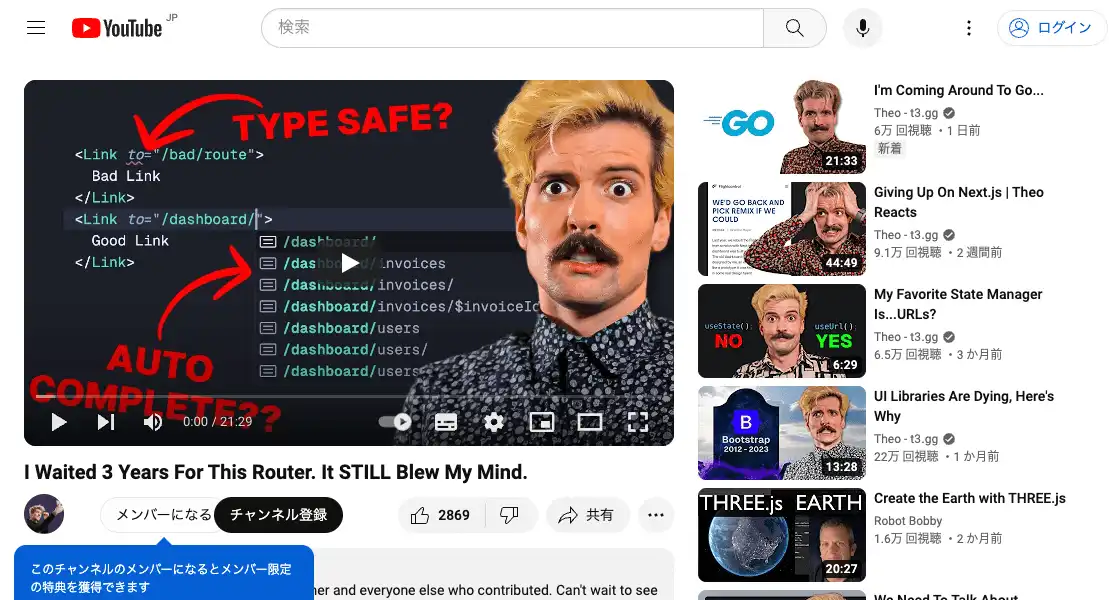 YouTube JP
検索
ログイン
TYPE SAFE?
<Link to="/bad/route">
Bad Link
</Link>
<Link to="/dashboard/">
Good Link
</Link>
/dashboard/
/dashboard/invoices
/dashboard/invoices/
/dashboard/invoices/$invoiceId
/dashboard/users
/dashboard/users/
/dashboard/users
AUTO
COMPLETE??
0:00 / 21:29
I Waited 3 Years For This Router. It STILL Blew My Mind.
メンバーになる
チャンネル登録
2869
共有
このチャンネルのメンバーになるとメンバー限定
の特典を獲得できます
ner and everyone else who contributed. Can't wait to see
GO
21:33
I'm Coming Around To Go...
Theo - t3.gg
6万 回視聴 ・1 日前
新着
Flightcontrol
WE'D GO BACK AND
PICK REMIX IF WE
COULD
44:49
Giving Up On Next.js | Theo
Reacts
Theo - t3.gg
9.1万 回視聴 ・2 週間前
useState();
NO
useUrl();
YES
6:29
My Favorite State Manager
Is...URLs?
Theo - t3.gg
6.5万 回視聴 ・3 か月前
B
Bootstrap
2012 - 2023
13:28
UI Libraries Are Dying, Here's
Why
Theo - t3.gg
22万 回視聴 ・1 か月前
THREE.js EARTH
20:27
Create the Earth with THREE.js
Robot Bobby
1.6万 回視聴 ・2 か月前
We Need To Talk About